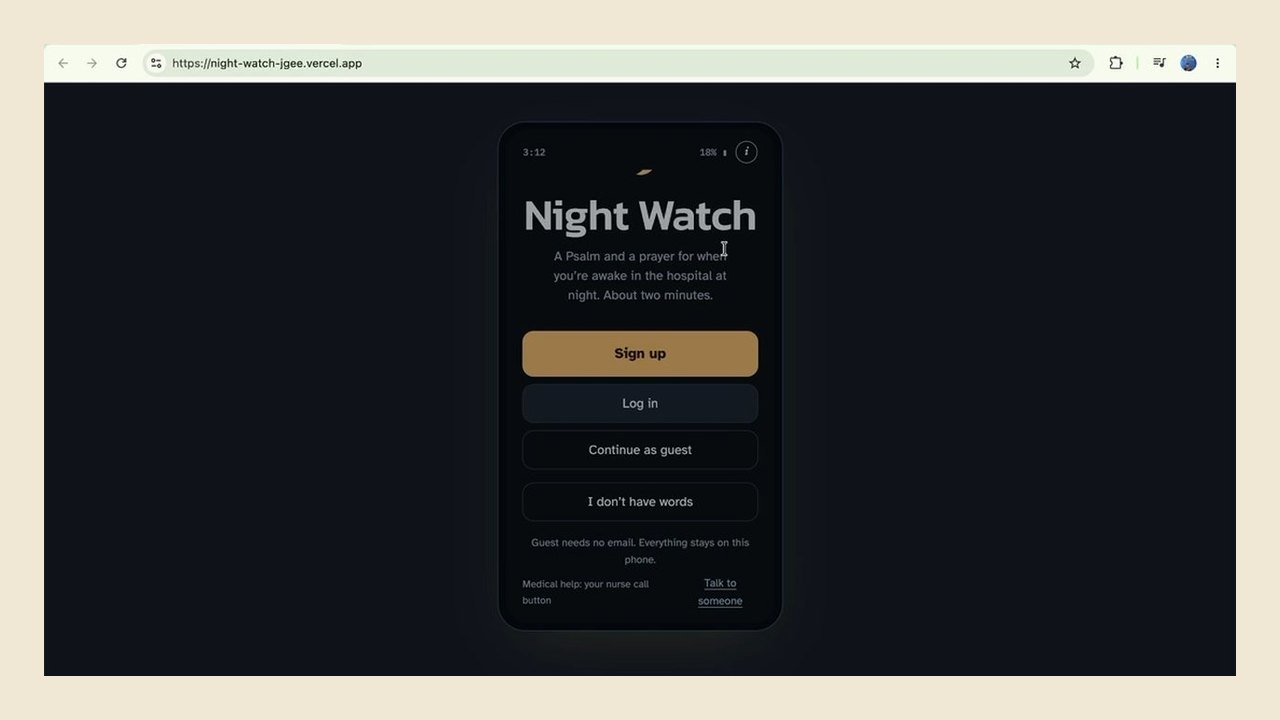 https://night-watch-jgee.vercel.app
3:12
18%
i
Night Watch
A Psalm and a prayer for when
you're awake in the hospital at
night. About two minutes.
Sign up
Log in
Continue as guest
I don't have words
Guest needs no email. Everything stays on this
phone.
Medical help: your nurse call
button
Talk to
someone